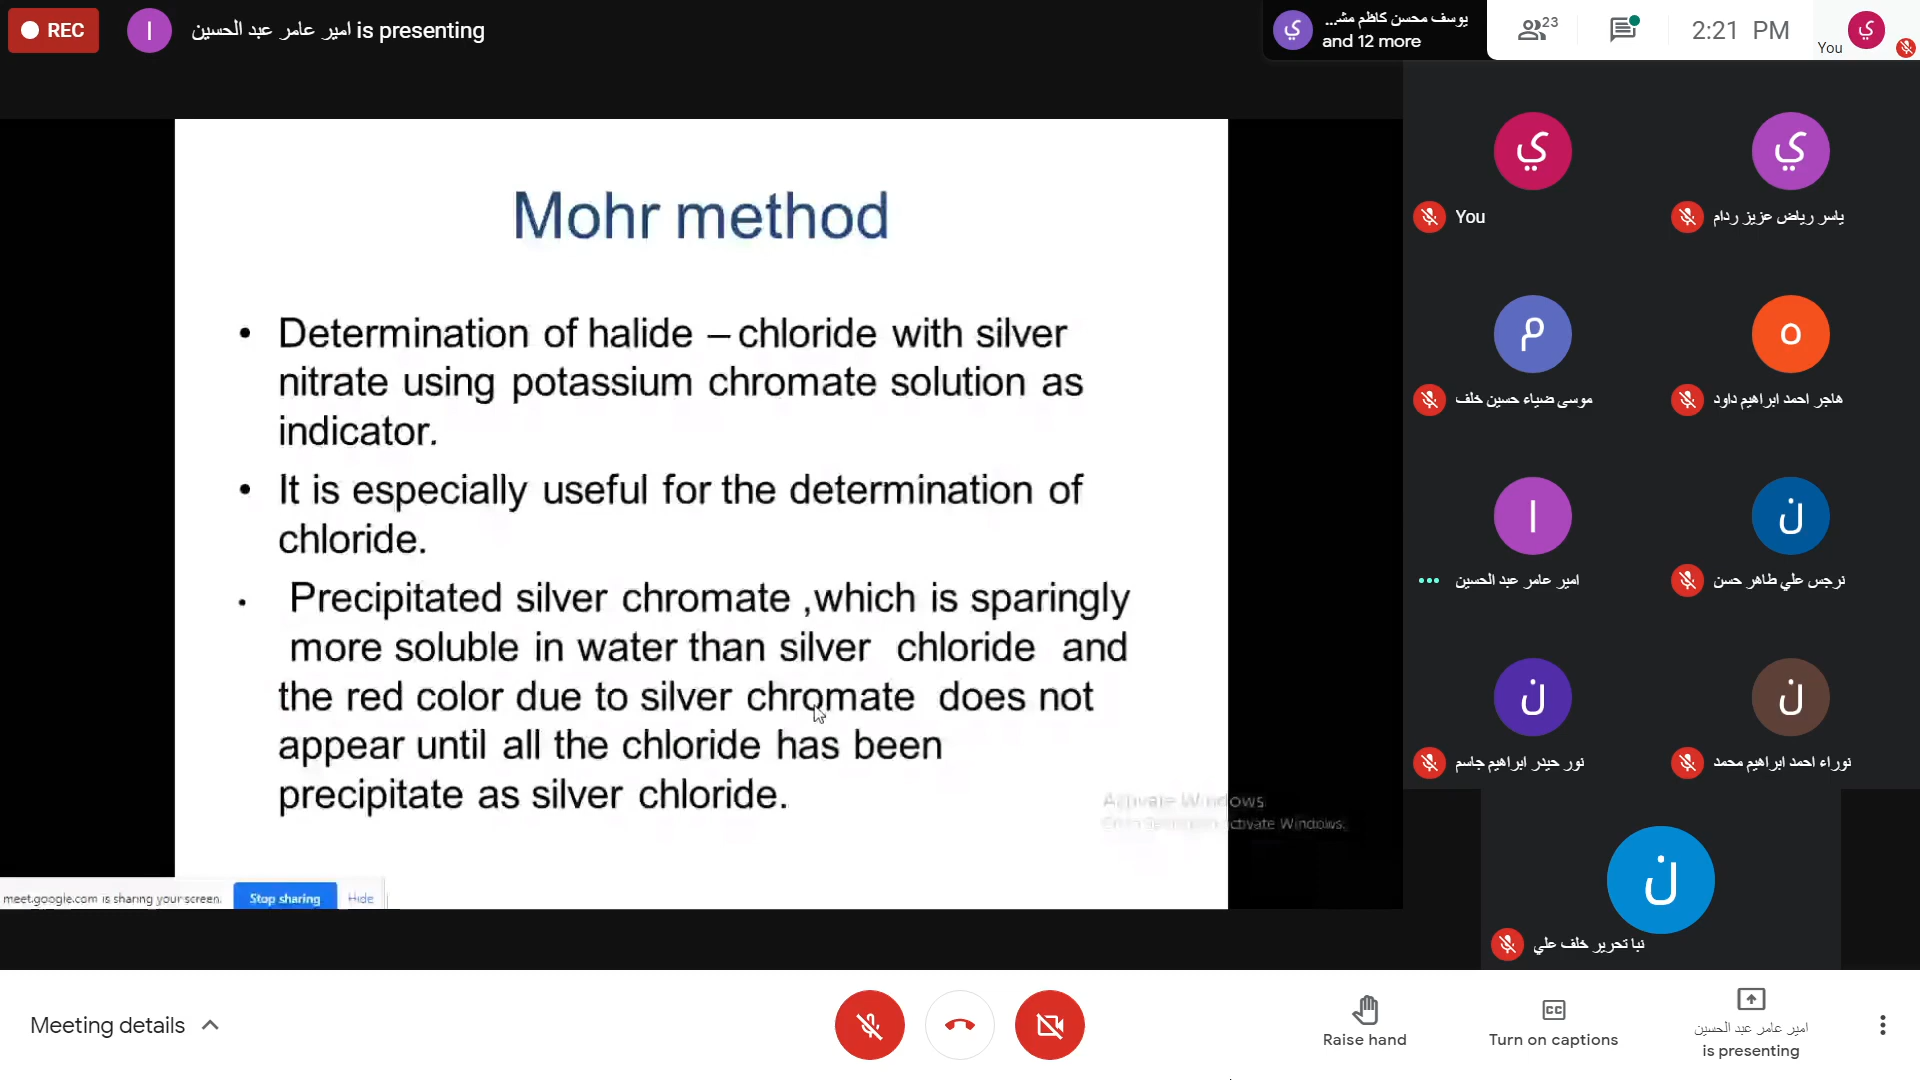 REC
امير عامر عبد الحسين is presenting
يوسف محسن كاظم مشـ...
and 12 more
23
2:21 PM
You
ي
ي
ا
Mohr method
• Determination of halide – chloride with silver
nitrate using potassium chromate solution as
indicator.
• It is especially useful for the determination of
chloride.
• Precipitated silver chromate ,which is sparingly
more soluble in water than silver chloride and
the red color due to silver chromate does not
appear until all the chloride has been
precipitate as silver chloride.
Activate Windows
Activate Windows.
meet.google.com is sharing your screen.
Stop sharing
Hide
ي
You
ي
ياسر رياض عزيز ردام
م
موسى ضياء حسين خلف
ه
هاجر احمد ابراهيم داود
ا
امير عامر عبد الحسين
ن
نرجس علي طاهر حسن
ن
نور حيدر ابراهيم جاسم
ن
نوراء احمد ابراهيم محمد
ن
نبا تحرير خلف علي
Meeting details
Raise hand
CC
Turn on captions
امير عامر عبد الحسين
is presenting